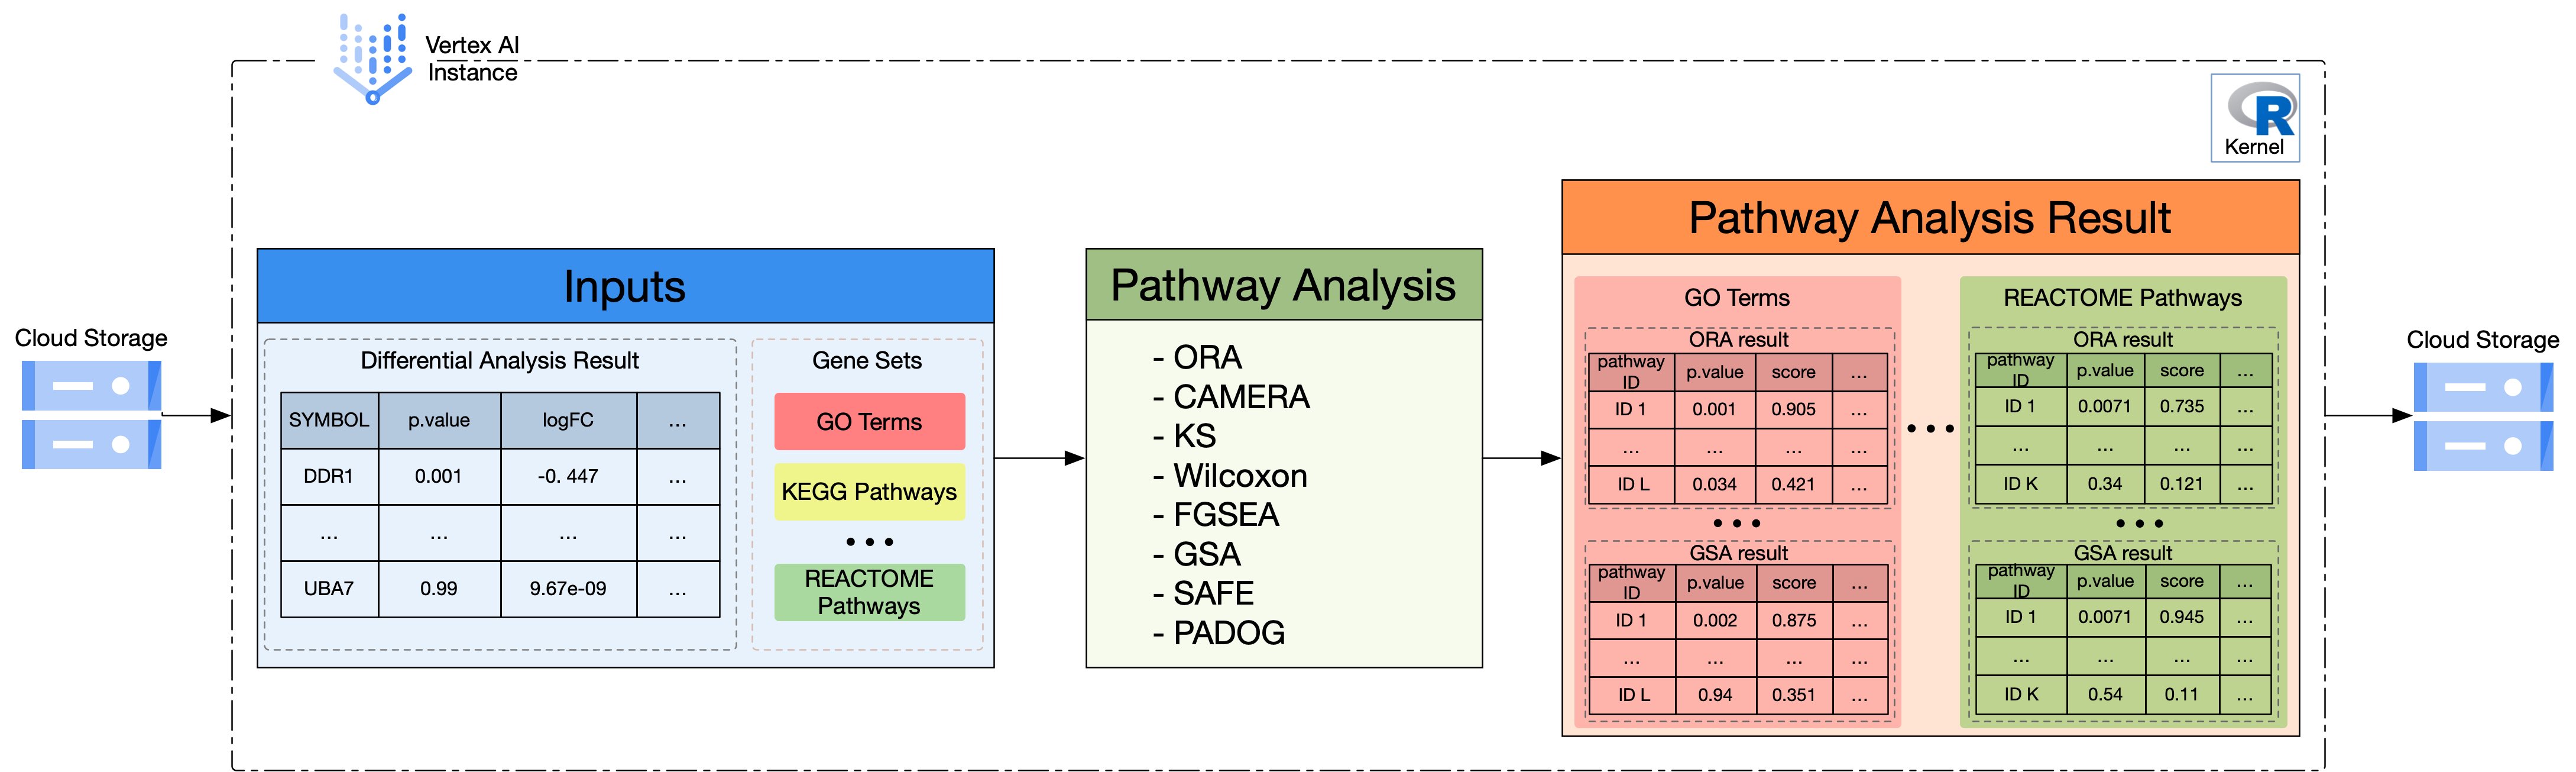 Vertex AI
Instance
R
Kernel
Cloud Storage
Inputs
Differential Analysis Result
SYMBOL p.value logFC ...
DDR1 0.001 -0. 447 ...
... ... ... ...
UBA7 0.99 9.67e-09 ...
Gene Sets
GO Terms
KEGG Pathways
REACTOME
Pathways
Pathway Analysis
- ORA
- CAMERA
- KS
- Wilcoxon
- FGSEA
- GSA
- SAFE
- PADOG
Pathway Analysis Result
GO Terms
ORA result
pathway
ID p.value score ...
ID 1 0.001 0.905 ...
... ... ... ...
ID L 0.034 0.421 ...
GSA result
pathway
ID p.value score ...
ID 1 0.002 0.875 ...
... ... ... ...
ID L 0.94 0.351 ...
REACTOME Pathways
ORA result
pathway
ID p.value score ...
ID 1 0.0071 0.735 ...
... ... ... ...
ID K 0.34 0.121 ...
GSA result
pathway
ID p.value score ...
ID 1 0.0071 0.945 ...
... ... ... ...
ID K 0.54 0.11 ...
Cloud Storage